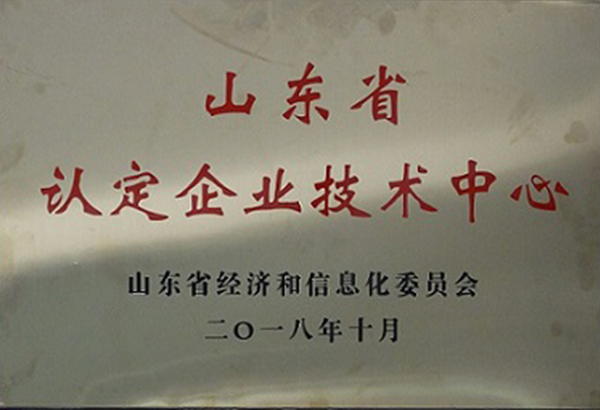 山东省
认定企业技术中心
山东省经济和信息化委员会
二〇一八年十月